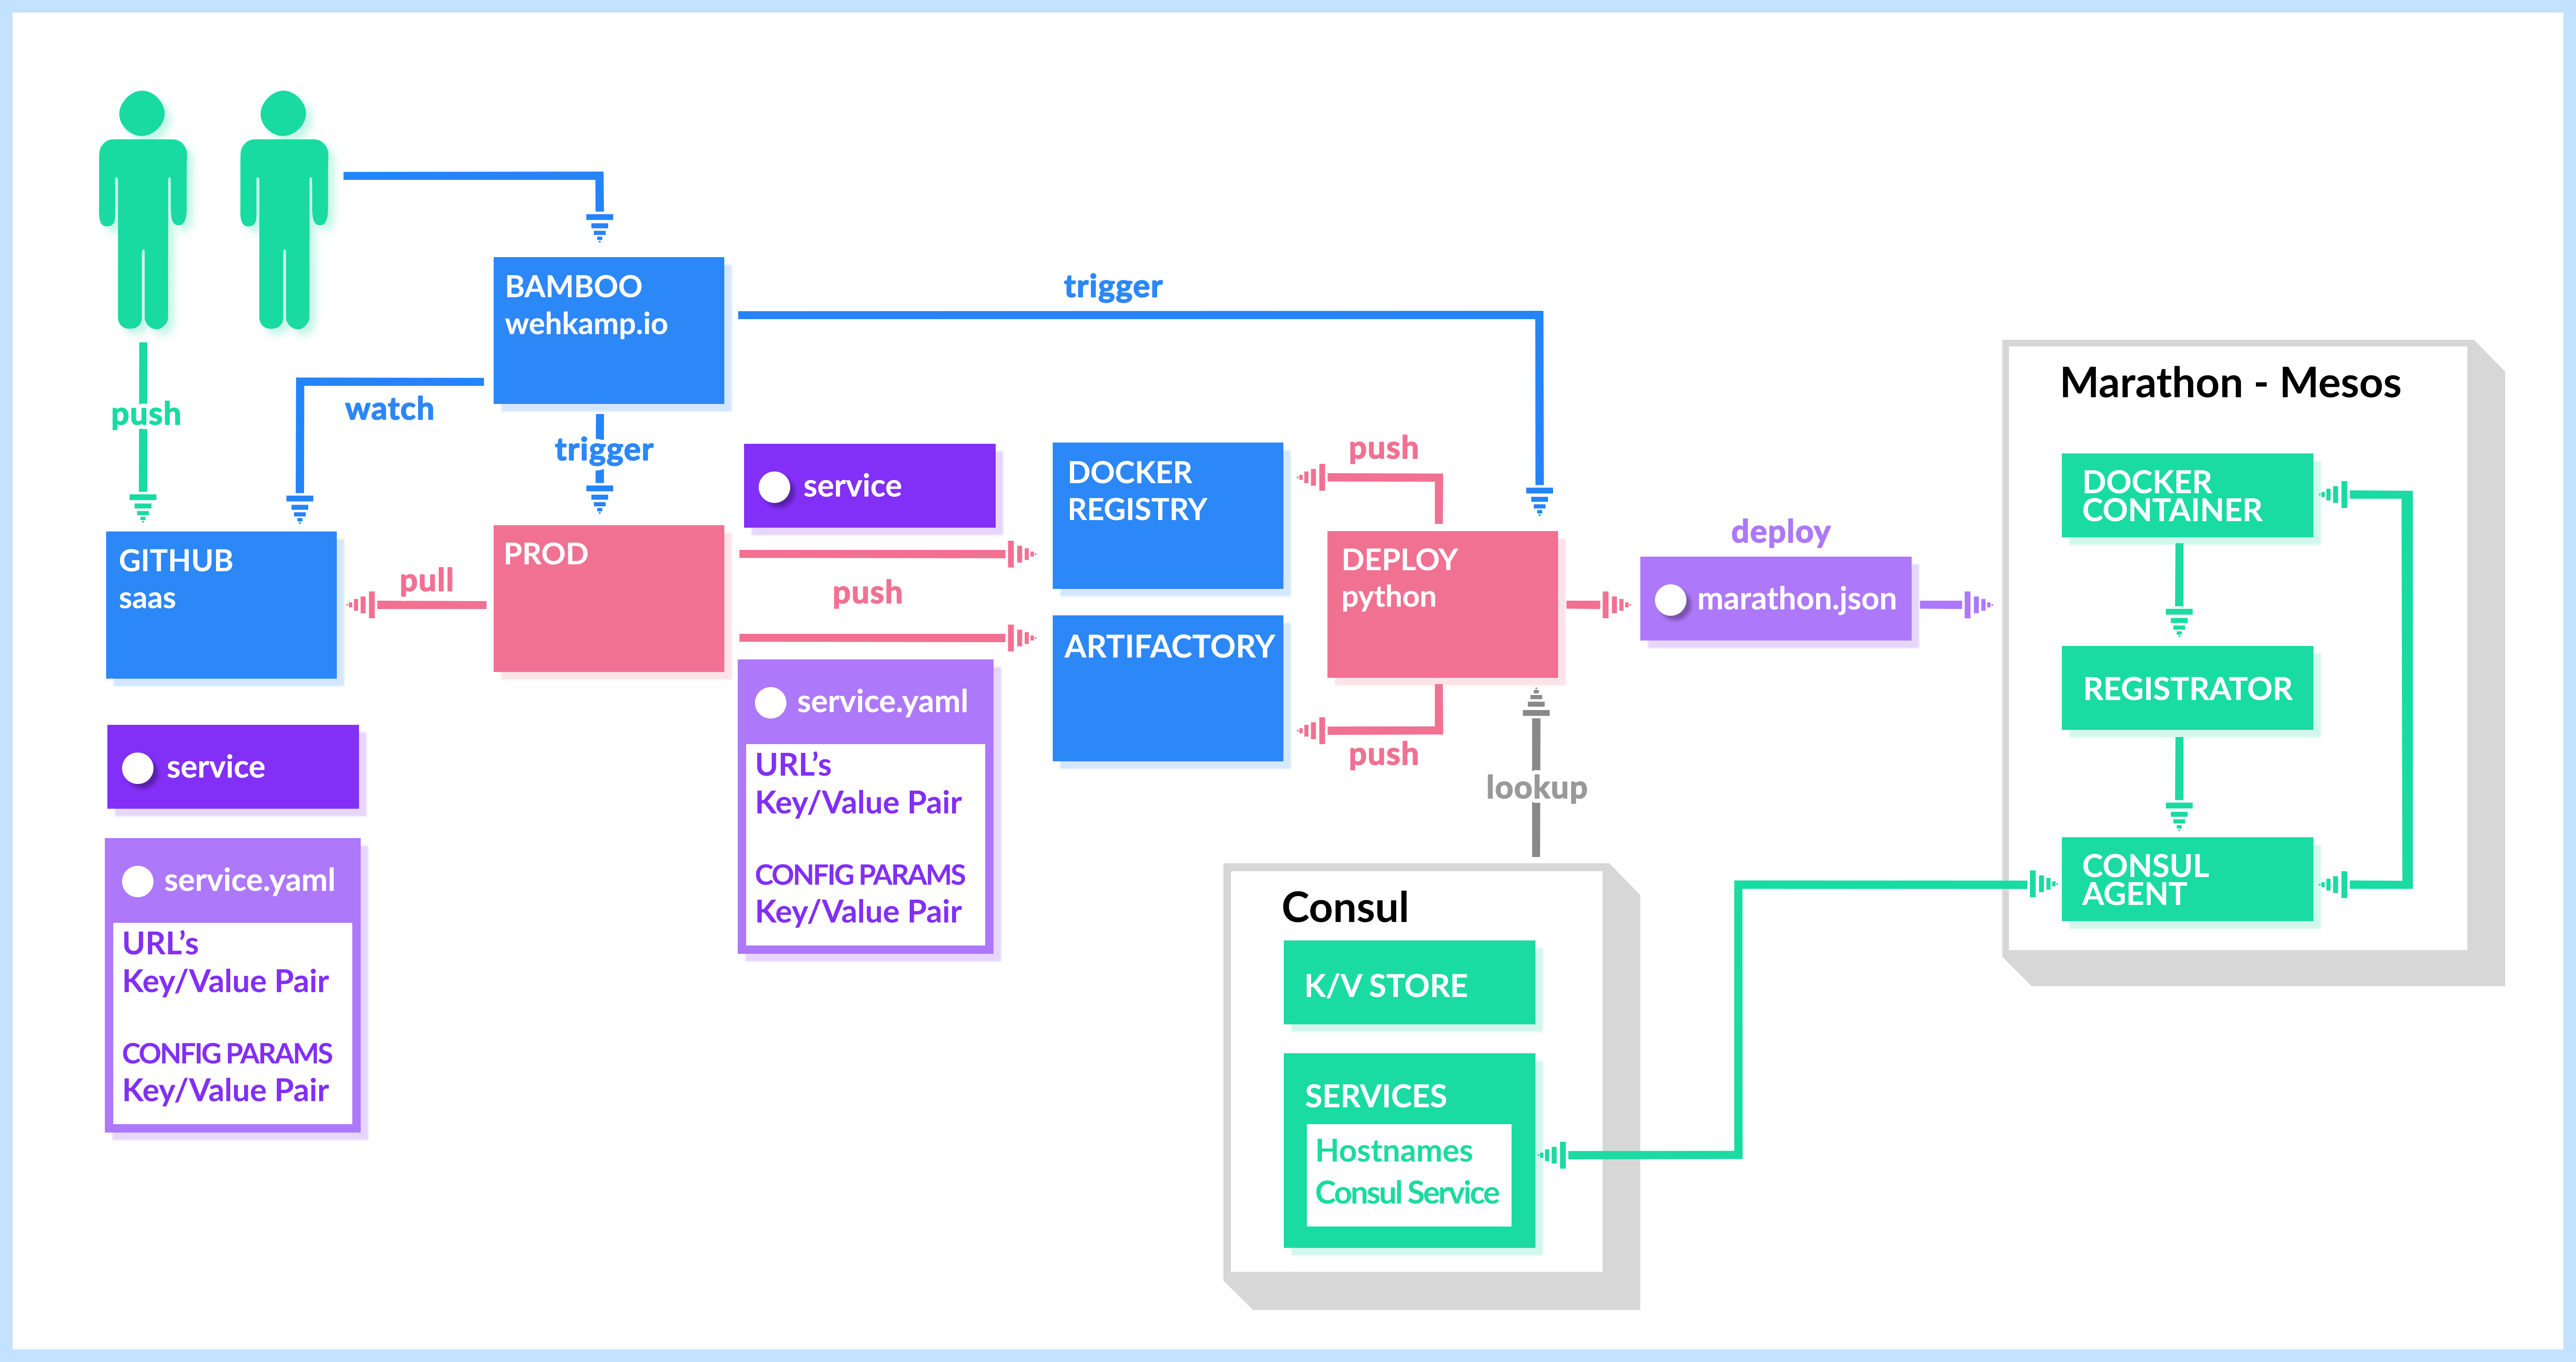 BAMBOO
wehkamp.io
trigger
push
watch
trigger
GITHUB
saas
pull
PROD
service
push
DOCKER
REGISTRY
ARTIFACTORY
push
DEPLOY
python
push
deploy
marathon.json
Marathon - Mesos
DOCKER
CONTAINER
REGISTRATOR
CONSUL
AGENT
service
service.yaml
URL's
Key/Value Pair
CONFIG PARAMS
Key/Value Pair
service.yaml
URL's
Key/Value Pair
CONFIG PARAMS
Key/Value Pair
lookup
Consul
K/V STORE
SERVICES
Hostnames
Consul Service